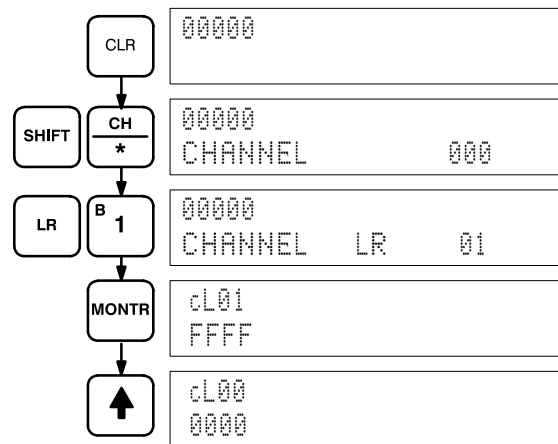 CLR
00000
SHIFT
CH
*
00000
CHANNEL 000
LR
B
1
00000
CHANNEL LR 01
MONTR
cL01
FFFF
cL00
0000